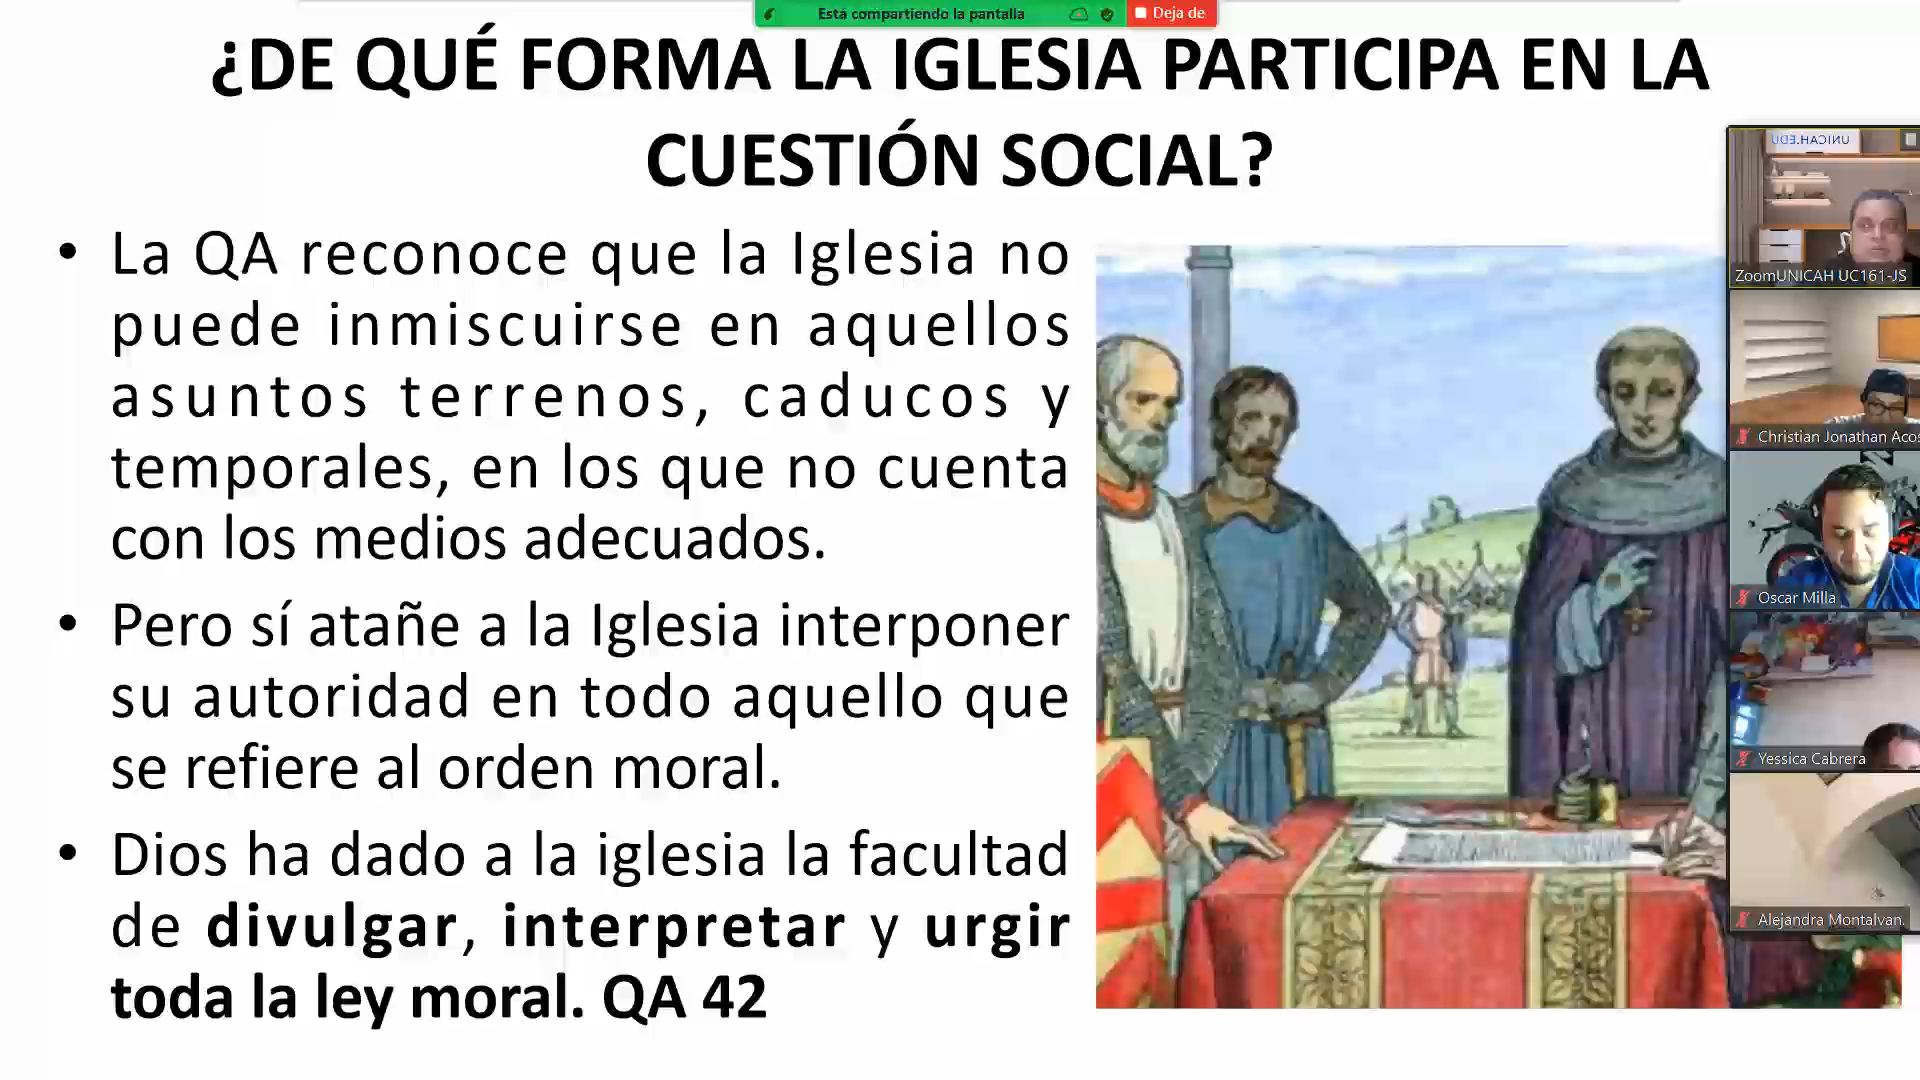 Está compartiendo la pantalla
Deja de
¿DE QUÉ FORMA LA IGLESIA PARTICIPA EN LA
CUESTIÓN SOCIAL?
• La QA reconoce que la Iglesia no
puede inmiscuirse en aquellos
asuntos terrenos, caducos y
temporales, en los que no cuenta
con los medios adecuados.
• Pero sí atañe a la Iglesia interponer
su autoridad en todo aquello que
se refiere al orden moral.
• Dios ha dado a la iglesia la facultad
de divulgar, interpretar y urgir
toda la ley moral. QA 42
UNICAH.EDU
ZoomUNICAH UC161-JS
Christian Jonathan Acos
Oscar Milla
Yessica Cabrera
Alejandra Montalvan.